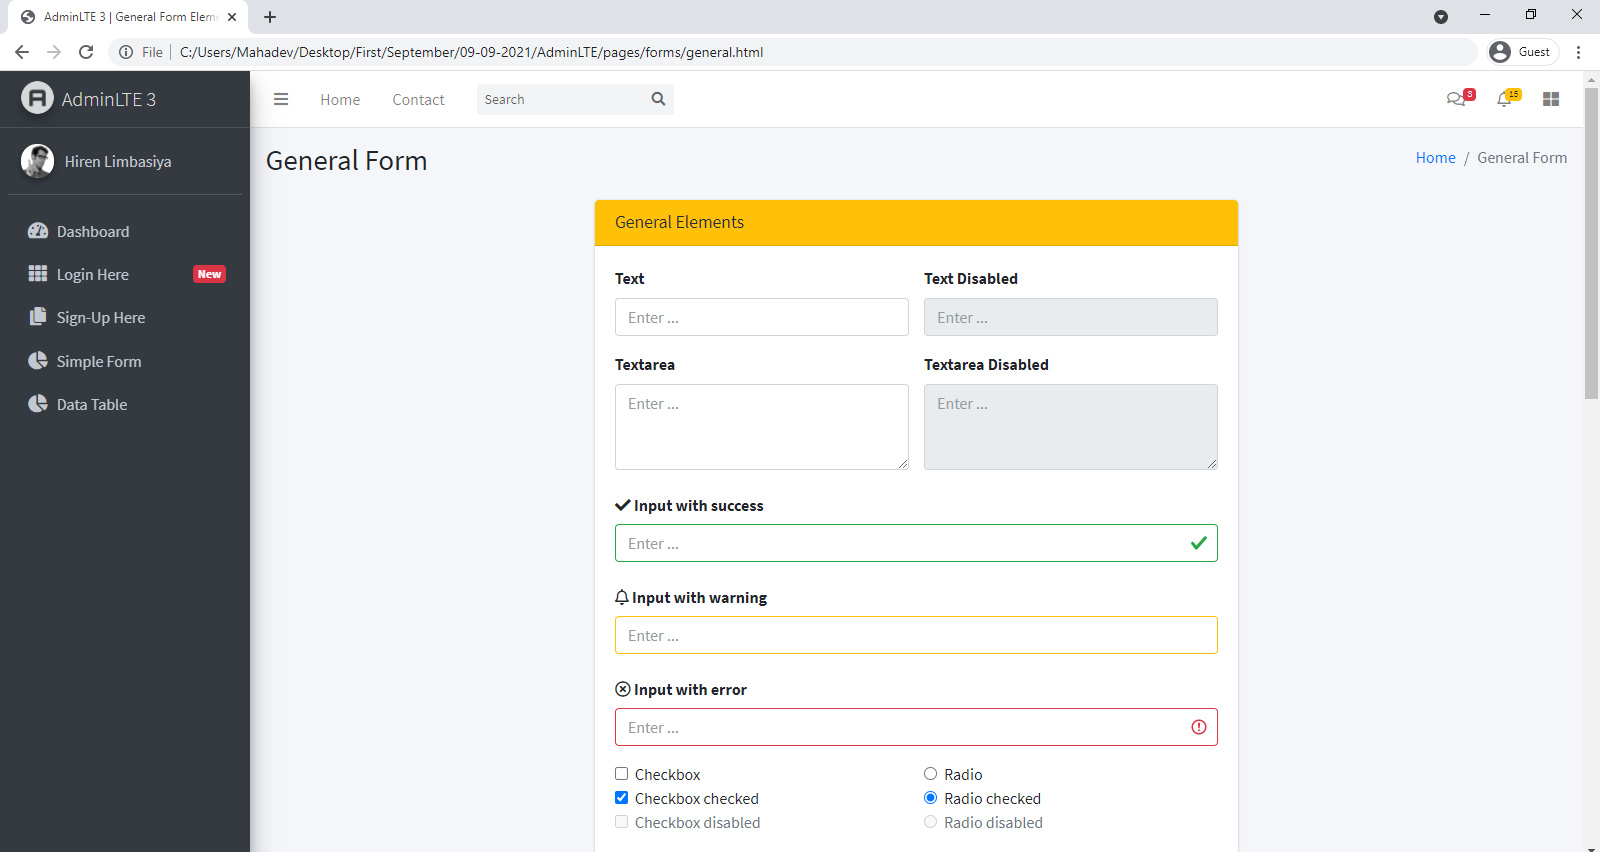 AdminLTE 3 | General Form Elem
File
C:/Users/Mahadev/Desktop/First/September/09-09-2021/AdminLTE/pages/forms/general.html
Guest
AdminLTE 3
Home
Contact
Search
3
15
Hiren Limbasiya
General Form
Home / General Form
Dashboard
Login Here
New
Sign-Up Here
Simple Form
Data Table
General Elements
Text
Text Disabled
Enter ...
Enter ...
Textarea
Textarea Disabled
Enter ...
Enter ...
Input with success
Enter ...
Input with warning
Enter ...
Input with error
Enter ...
Checkbox
Radio
Checkbox checked
Radio checked
Checkbox disabled
Radio disabled